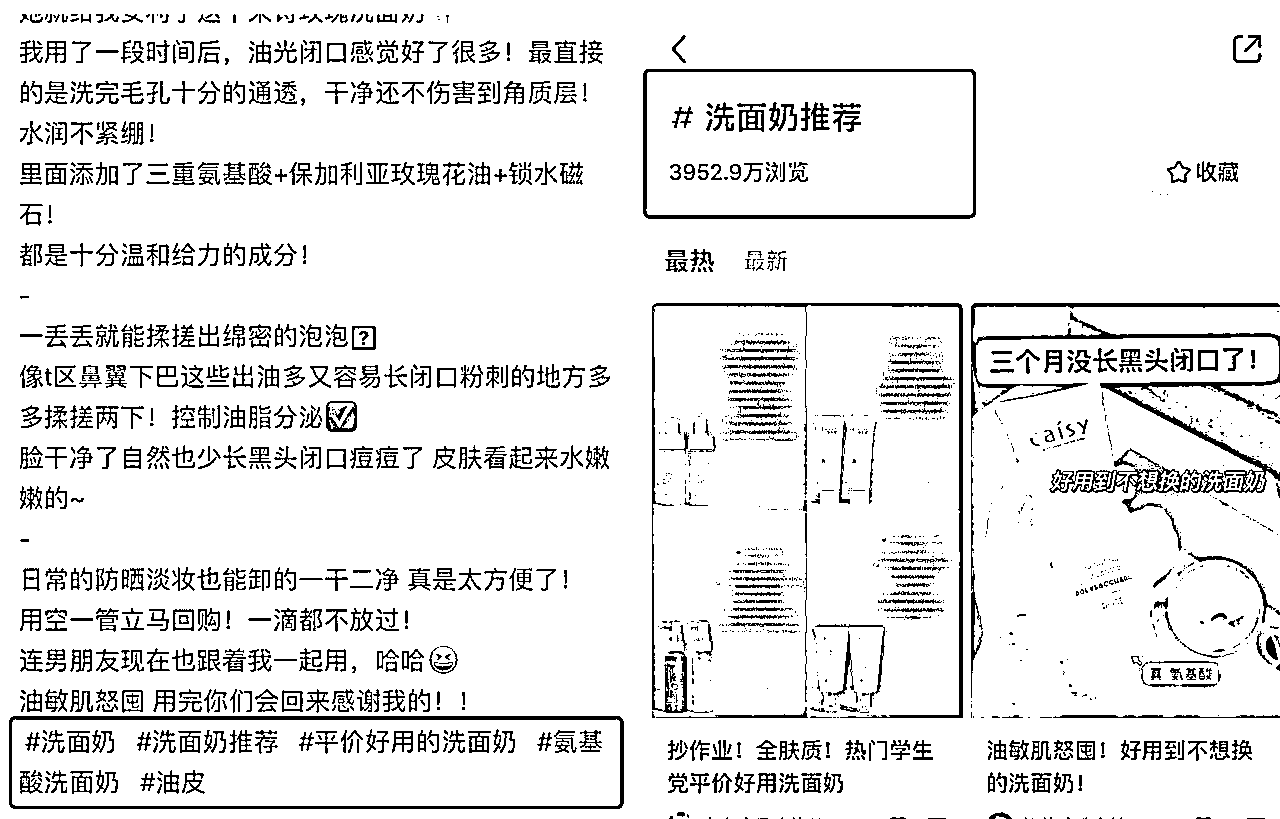 我用了一段时间后，油光闭口感觉好了很多！最直接
的是洗完毛孔十分的通透，干净还不伤害到角质层！
水润不紧绷！
里面添加了三重氨基酸+保加利亚玫瑰花油+锁水磁
石！
都是十分温和给力的成分！
-
一丢丢就能揉搓出绵密的泡泡
像t区鼻翼下巴这些出油多又容易长闭口粉刺的地方多
多揉搓两下！控制油脂分泌
脸干净了自然也少长黑头闭口痘痘了 皮肤看起来水嫩
嫩的~
-
日常的防晒淡妆也能卸的一干二净 真是太方便了！
用空一管立马回购！一滴都不放过！
连男朋友现在也跟着我一起用，哈哈😆
油敏肌怒囤 用完你们会回来感谢我的！！
#洗面奶 #洗面奶推荐 #平价好用的洗面奶 #氨基
酸洗面奶 #油皮
# 洗面奶推荐
3952.9万浏览
收藏
最热 最新
三个月没长黑头闭口了！
caisy
好用到不想换的洗面奶
真 氨基酸
抄作业！全肤质！热门学生
党平价好用洗面奶
油敏肌怒囤！好用到不想换
的洗面奶！